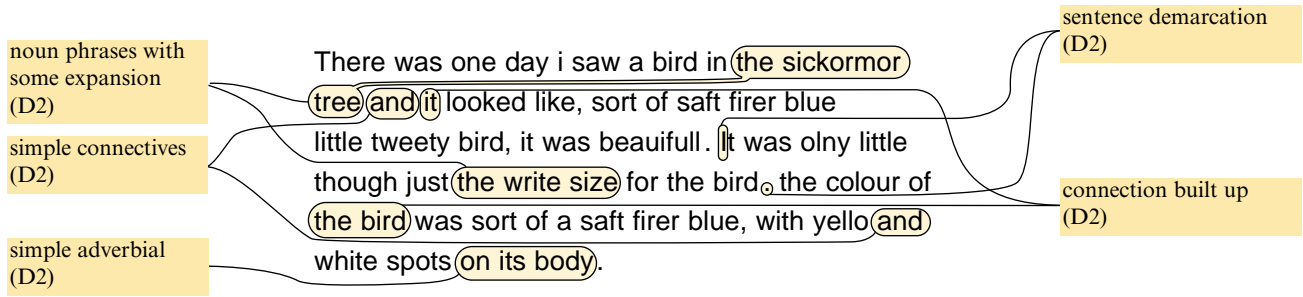 noun phrases with
some expansion
(D2)
simple connectives
(D2)
simple adverbial
(D2)
There was one day i saw a bird in the sickormor
tree and it looked like, sort of saft firer blue
little tweety bird, it was beauifull. It was olny little
though just the write size for the bird. the colour of
the bird was sort of a saft firer blue, with yello and
white spots on its body.
sentence demarcation
(D2)
connection built up
(D2)